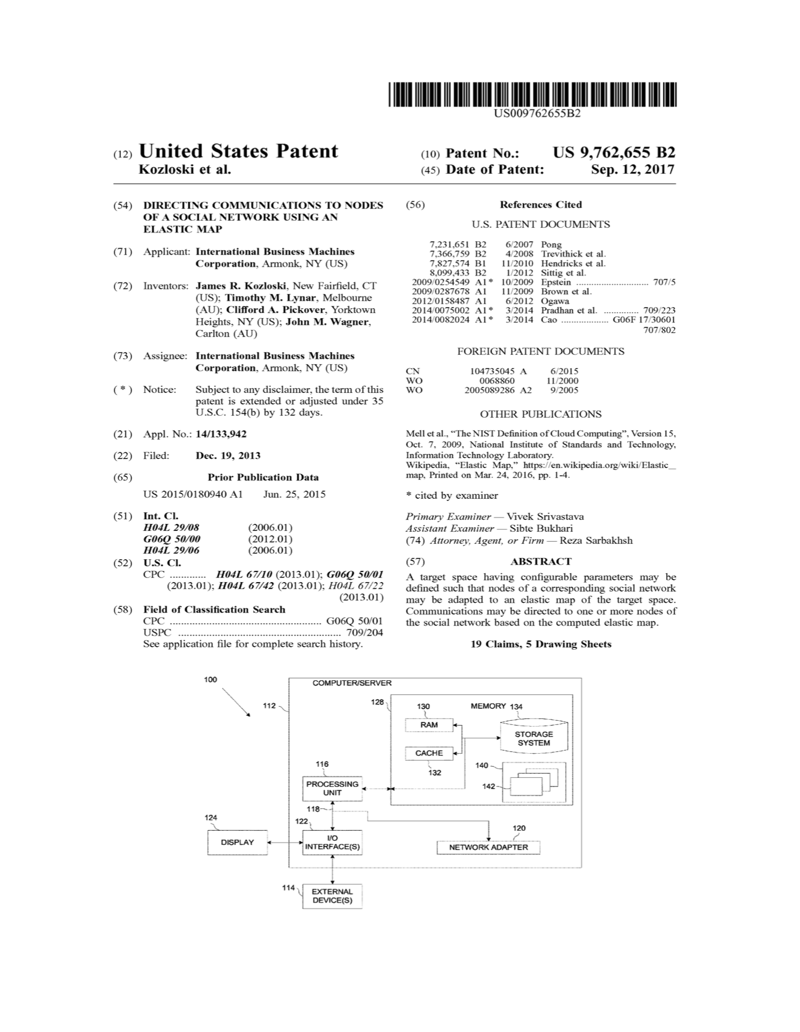 US009762655B2
(12) United States Patent
Kozloski et al.
(10) Patent No.: US 9,762,655 B2
(45) Date of Patent: Sep. 12, 2017
(54) DIRECTING COMMUNICATIONS TO NODES
OF A SOCIAL NETWORK USING AN
ELASTIC MAP
(71) Applicant: International Business Machines
Corporation, Armonk, NY (US)
(72) Inventors: James R. Kozloski, New Fairfield, CT
(US); Timothy M. Lynar, Melbourne
(AU); Clifford A. Pickover, Yorktown
Heights, NY (US); John M. Wagner,
Carlton (AU)
(73) Assignee: International Business Machines
Corporation, Armonk, NY (US)
( * ) Notice: Subject to any disclaimer, the term of this
patent is extended or adjusted under 35
U.S.C. 154(b) by 132 days.
(21) Appl. No.: 14/133,942
(22) Filed: Dec. 19, 2013
(65) Prior Publication Data
US 2015/0180940 A1 Jun. 25, 2015
(51) Int. Cl.
H04L 29/08 (2006.01)
G06Q 50/00 (2012.01)
H04L 29/06 (2006.01)
(52) U.S. Cl.
CPC ............. H04L 67/10 (2013.01); G06Q 50/01
(2013.01); H04L 67/42 (2013.01); H04L 67/22
(2013.01)
(58) Field of Classification Search
CPC ....................................................... G06Q 50/01
USPC ........................................................... 709/204
See application file for complete search history.
(56) References Cited
U.S. PATENT DOCUMENTS
7,231,651 B2 6/2007 Pong
7,366,759 B2 4/2008 Trevithick et al.
7,827,574 B1 11/2010 Hendricks et al.
8,099,433 B2 1/2012 Sittig et al.
2009/0254549 A1* 10/2009 Epstein .......................... 707/5
2009/0287678 A1 11/2009 Brown et al.
2012/0158487 A1 6/2012 Ogawa
2014/0075002 A1* 3/2014 Pradhan et al. ............. 709/223
2014/0082024 A1* 3/2014 Cao ................. G06F 17/30601
707/802
FOREIGN PATENT DOCUMENTS
CN 104735045 A 6/2015
WO 0068860 11/2000
WO 2005089286 A2 9/2005
OTHER PUBLICATIONS
Mell et al., “The NIST Definition of Cloud Computing”, Version 15,
Oct. 7, 2009, National Institute of Standards and Technology,
Information Technology Laboratory.
Wikipedia, “Elastic Map,” https://en.wikipedia.org/wiki/Elastic_
map, Printed on Mar. 24, 2016, pp. 1-4.
* cited by examiner
Primary Examiner — Vivek Srivastava
Assistant Examiner — Sibte Bukhari
(74) Attorney, Agent, or Firm — Reza Sarbakhsh
(57) ABSTRACT
A target space having configurable parameters may be
defined such that nodes of a corresponding social network
may be adapted to an elastic map of the target space.
Communications may be directed to one or more nodes of
the social network based on the computed elastic map.
19 Claims, 5 Drawing Sheets
100
COMPUTER/SERVER
112
128
130
MEMORY 134
RAM
STORAGE
SYSTEM
CACHE
132
140
142
116
PROCESSING
UNIT
118
124
122
120
DISPLAY
I/O
INTERFACE(S)
NETWORK ADAPTER
114
EXTERNAL
DEVICE(S)